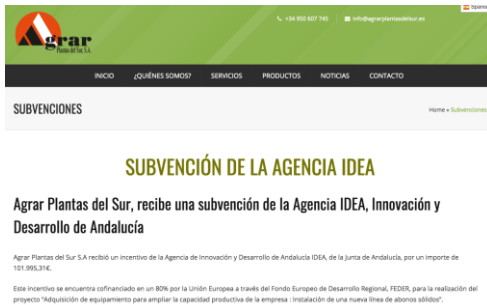 Españo
+34 950 607 745
info@agrarplantasdelsur.es
Agrar
Plantas del Sur, S.A.
INICIO ¿QUIÉNES SOMOS? SERVICIOS PRODUCTOS NOTICIAS CONTACTO
SUBVENCIONES
Home » Subvenciones
SUBVENCIÓN DE LA AGENCIA IDEA
Agrar Plantas del Sur, recibe una subvención de la Agencia IDEA, Innovación y
Desarrollo de Andalucía
Agrar Plantas del Sur S.A recibió un incentivo de la Agencia de Innovación y Desarrollo de Andalucía IDEA, de la Junta de Andalucía, por un importe de
101.995,31€.
Este incentivo se encuentra cofinanciado en un 80% por la Unión Europea a través del Fondo Europeo de Desarrollo Regional, FEDER, para la realización del
proyecto "Adquisición de equipamiento para ampliar la capacidad productiva de la empresa : Instalación de una nueva línea de abonos sólidos".